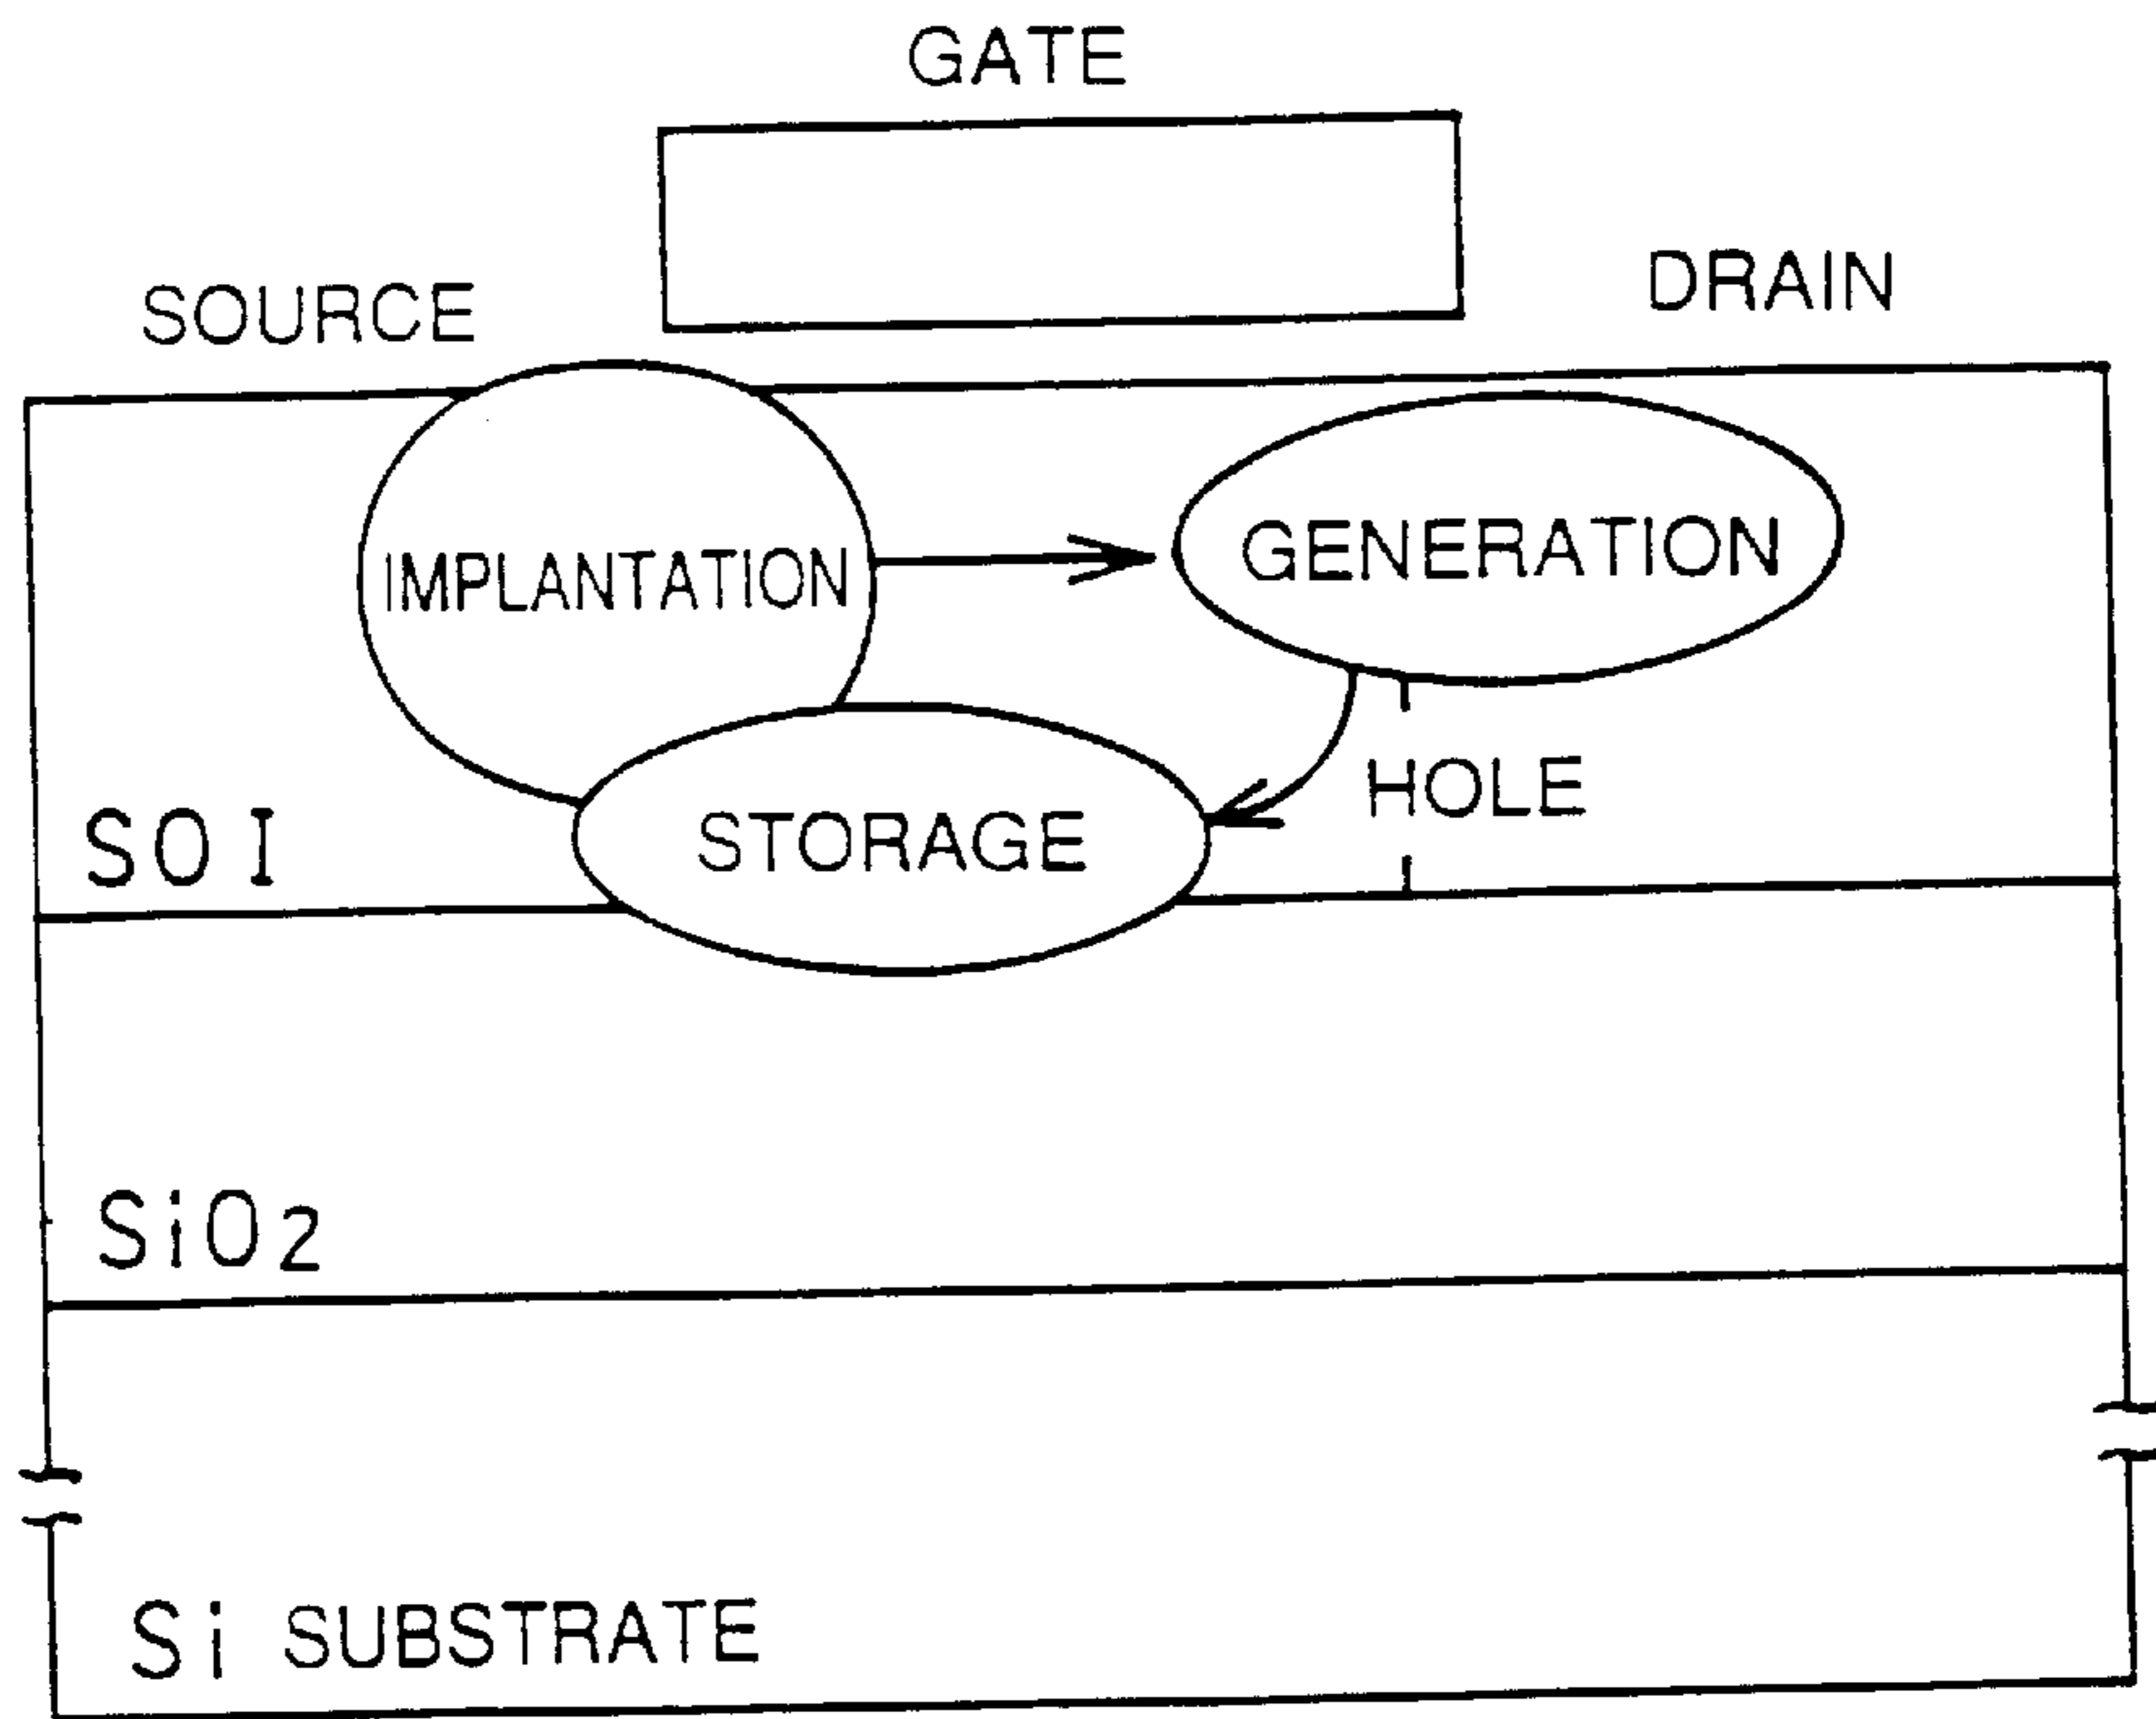 GATE
SOURCE
DRAIN
IMPLANTATION
GENERATION
HOLE
STORAGE
SOI
SiO2
Si SUBSTRATE